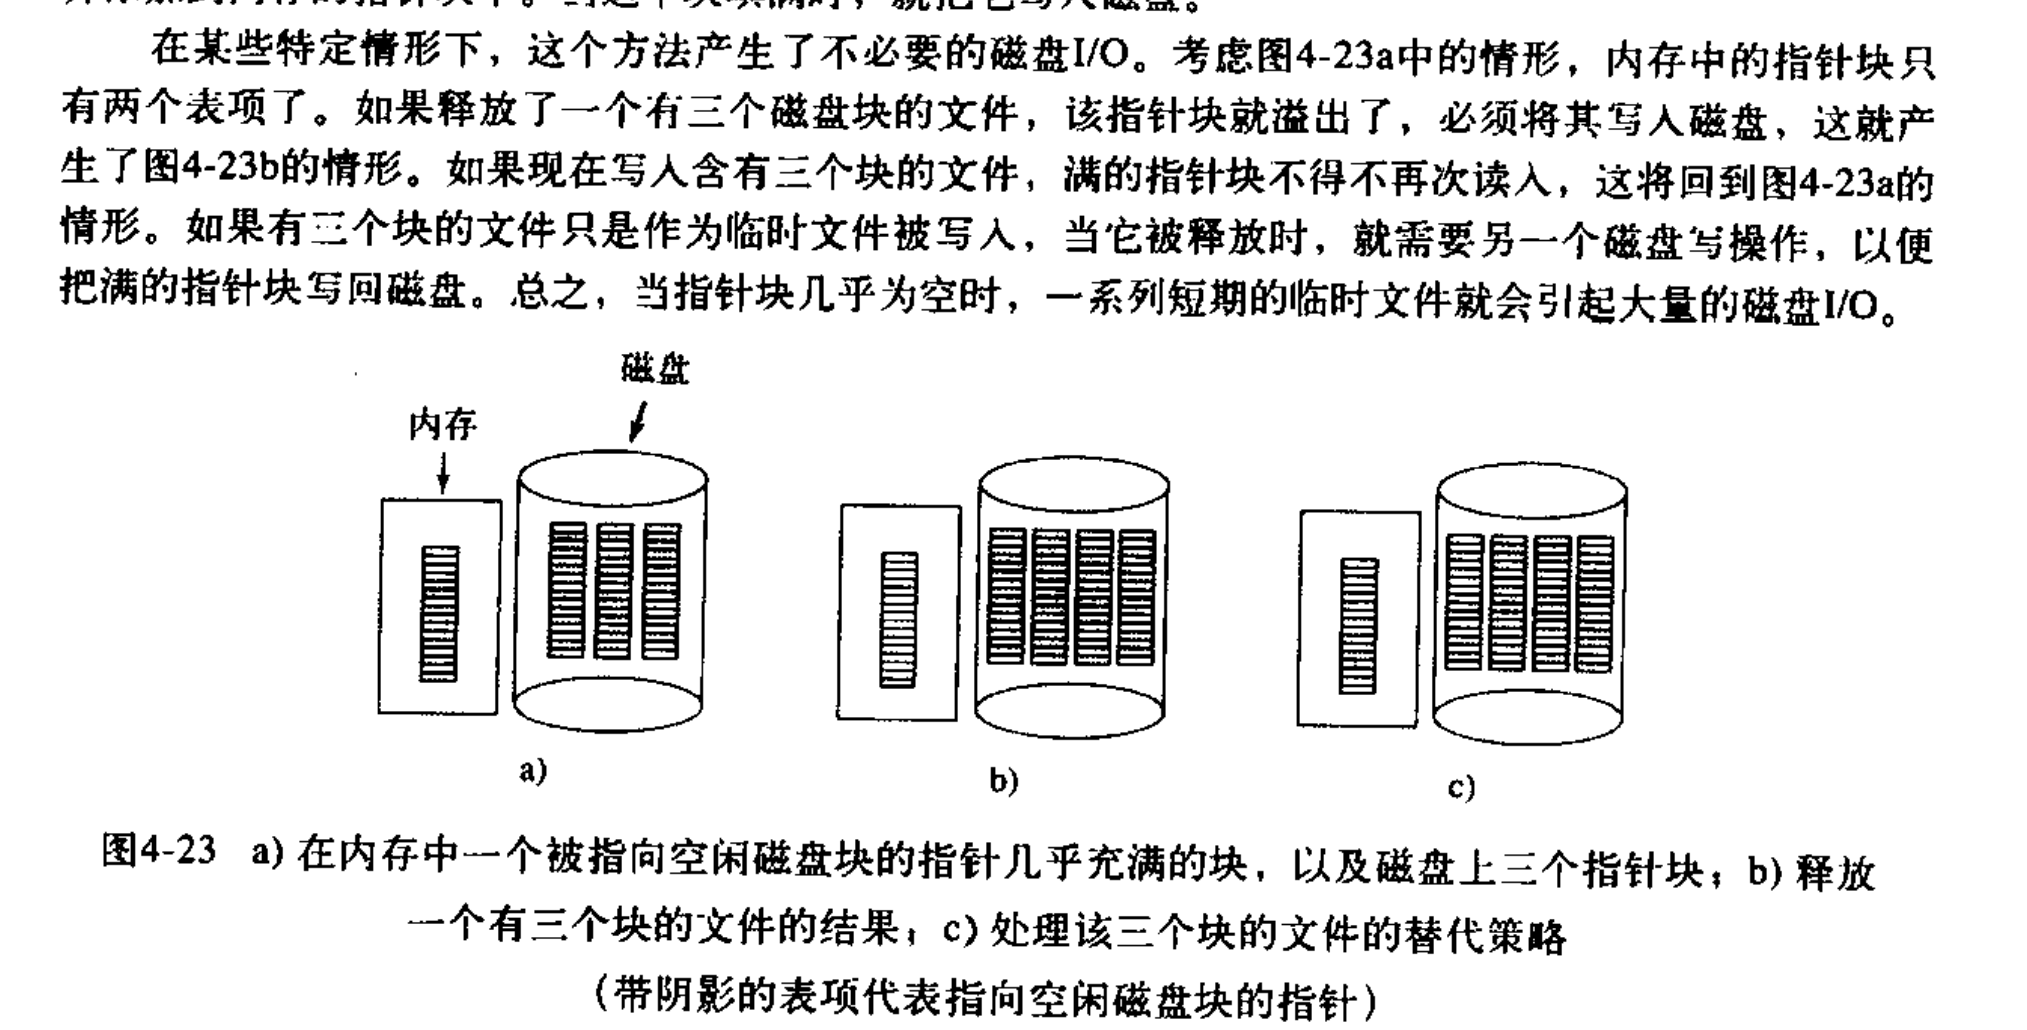 在某些特定情形下，这个方法产生了不必要的磁盘I/O。考虑图4-23a中的情形，内存中的指针块只
有两个表项了。如果释放了一个有三个磁盘块的文件，该指针块就溢出了，必须将其写入磁盘，这就产
生了图4-23b的情形。如果现在写入含有三个块的文件，满的指针块不得不再次读入，这将回到图4-23a的
情形。如果有三个块的文件只是作为临时文件被写入，当它被释放时，就需要另一个磁盘写操作，以便
把满的指针块写回磁盘。总之，当指针块几乎为空时，一系列短期的临时文件就会引起大量的磁盘I/O。
磁盘
内存
a)
b)
c)
图4-23 a) 在内存中一个被指向空闲磁盘块的指针几乎充满的块，以及磁盘上三个指针块；b) 释放
一个有三个块的文件的结果；c) 处理该三个块的文件的替代策略
（带阴影的表项代表指向空闲磁盘块的指针）